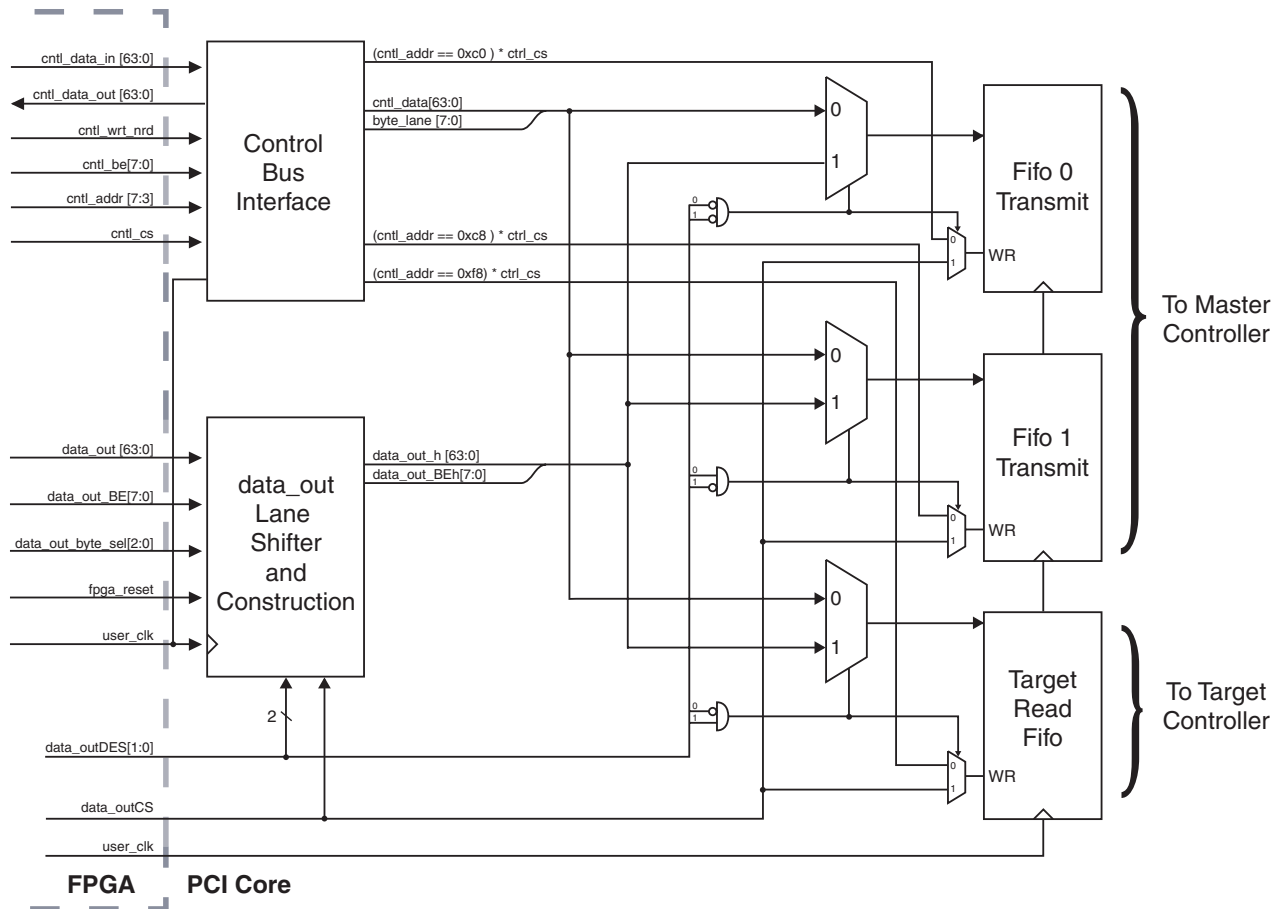 cntl_data_in [63:0]
cntl_data_out [63:0]
cntl_wrt_nrd
cntl_be[7:0]
cntl_addr [7:3]
cntl_cs
Control
Bus
Interface
(cntl_addr == 0xc0 ) * ctrl_cs
cntl_data[63:0]
byte_lane [7:0]
(cntl_addr == 0xc8 ) * ctrl_cs
(cntl_addr == 0xf8) * ctrl_cs
0
1
0
1
0
1
Fifo 0
Transmit
WR
To Master
Controller
0
1
0
1
0
1
Fifo 1
Transmit
WR
data_out [63:0]
data_out_BE[7:0]
data_out_byte_sel[2:0]
fpga_reset
user_clk
data_out
Lane
Shifter
and
Construction
data_out_h [63:0]
data_out_BEh[7:0]
2
0
1
0
1
0
1
Target
Read
Fifo
WR
To Target
Controller
data_outDES[1:0]
data_outCS
user_clk
FPGA
PCI Core